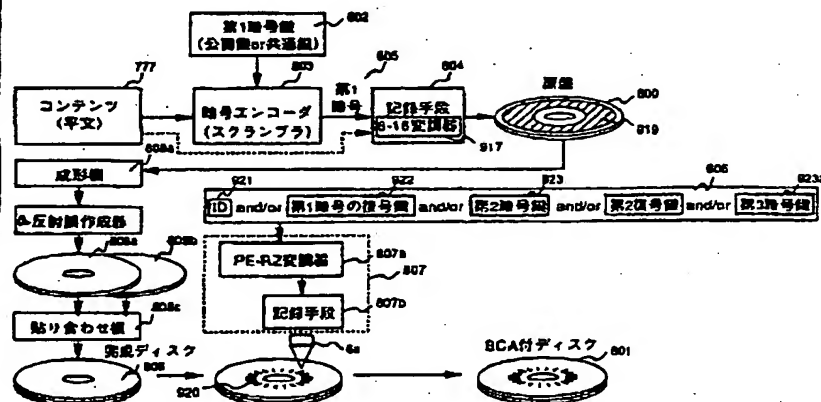 802
第1暗号鍵
(公開鍵or共通鍵)
777
803
第1
暗号
805
804
原盤
コンテンツ
(平文)
暗号エンコーダ
(スクランブラ)
記録手段
8-16変調器
917
800
919
808a
成形機
921
922
923
ID and/or 第1暗号の復号鍵 and/or 第2暗号鍵 and/or 第2復号鍵 and/or 第3暗号鍵
反射膜作成器
PE-RZ変調器
807a
807
記録手段
807b
貼り合わせ機
完成ディスク
6a
BCA付ディスク
801
920